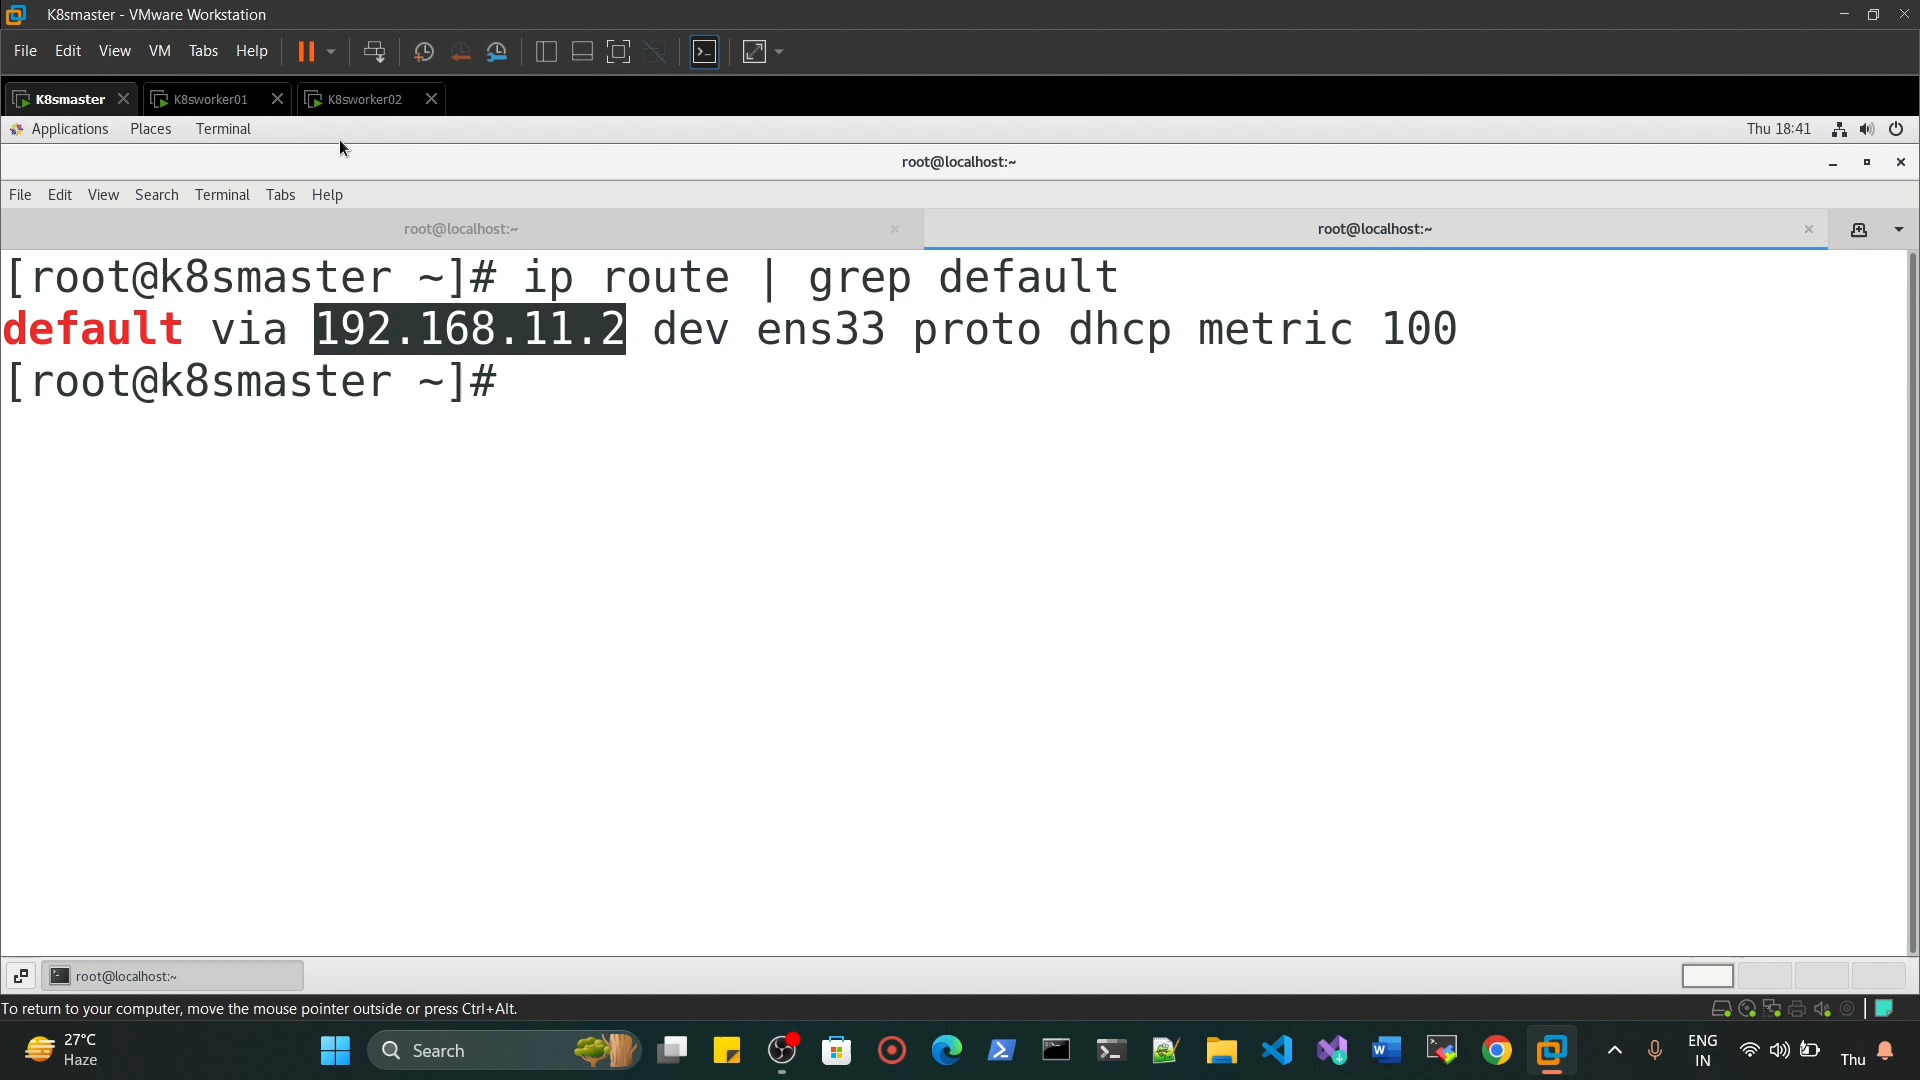 K8smaster - VMware Workstation
File Edit View VM Tabs Help
K8smaster K8sworker01 K8sworker02
Applications Places Terminal Thu 18:41
root@localhost:~
File Edit View Search Terminal Tabs Help
root@localhost:~ root@localhost:~
[root@k8smaster ~]# ip route | grep default
default via 192.168.11.2 dev ens33 proto dhcp metric 100
[root@k8smaster ~]#
root@localhost:~
To return to your computer, move the mouse pointer outside or press Ctrl+Alt.
27°C
Haze
Search
ENG
IN
Thu